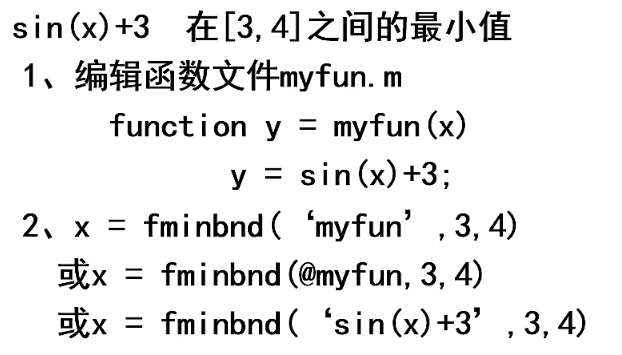 sin(x)+3 在[3,4]之间的最小值
1、编辑函数文件myfun.m
function y = myfun(x)
y = sin(x)+3;
2、x = fminbnd(‘myfun’,3,4)
或x = fminbnd(@myfun,3,4)
或x = fminbnd(‘sin(x)+3’,3,4)